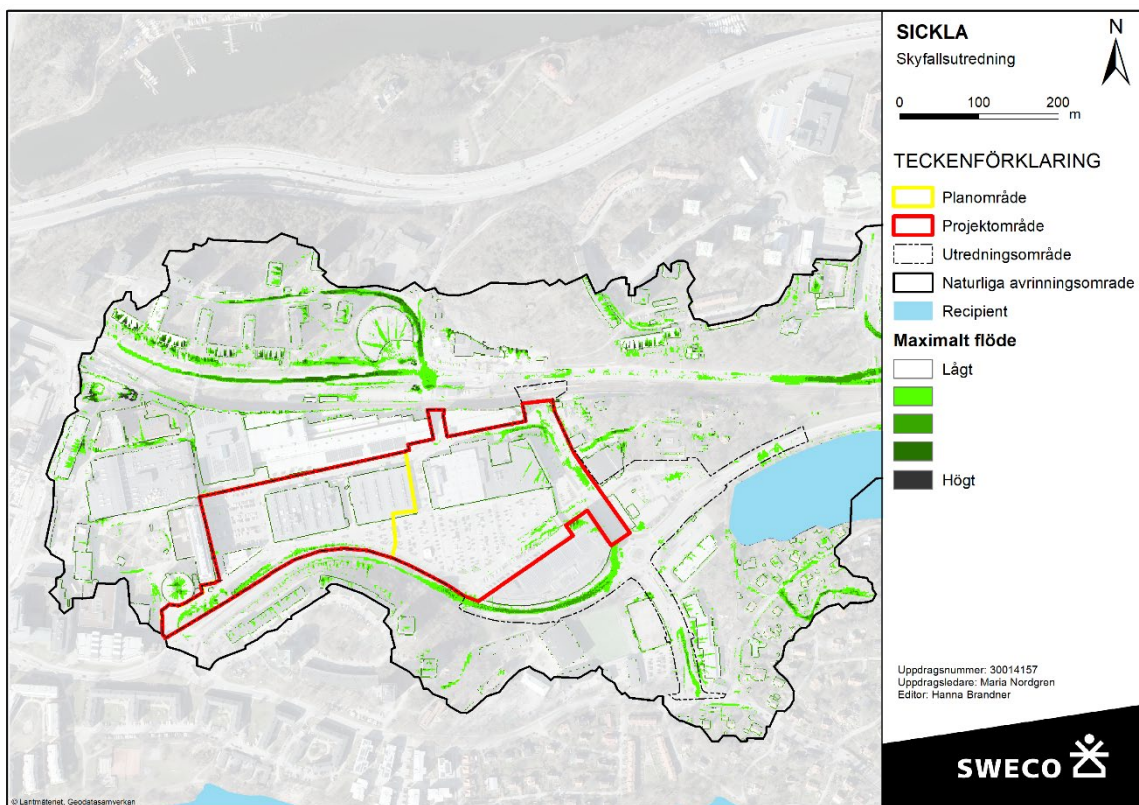 SICKLA
Skyfallsutredning
N
0 100 200
m
TECKENFÖRKLARING
Planområde
Projektområde
Utredningsområde
Naturliga avrinningsområde
Recipient
Maximalt flöde
Lågt
Högt
Uppdragsnummer: 30014157
Uppdragsledare: Maria Nordgren
Editor: Hanna Brandner
SWECO
© Lantmäteriet, Geodatasamverkan